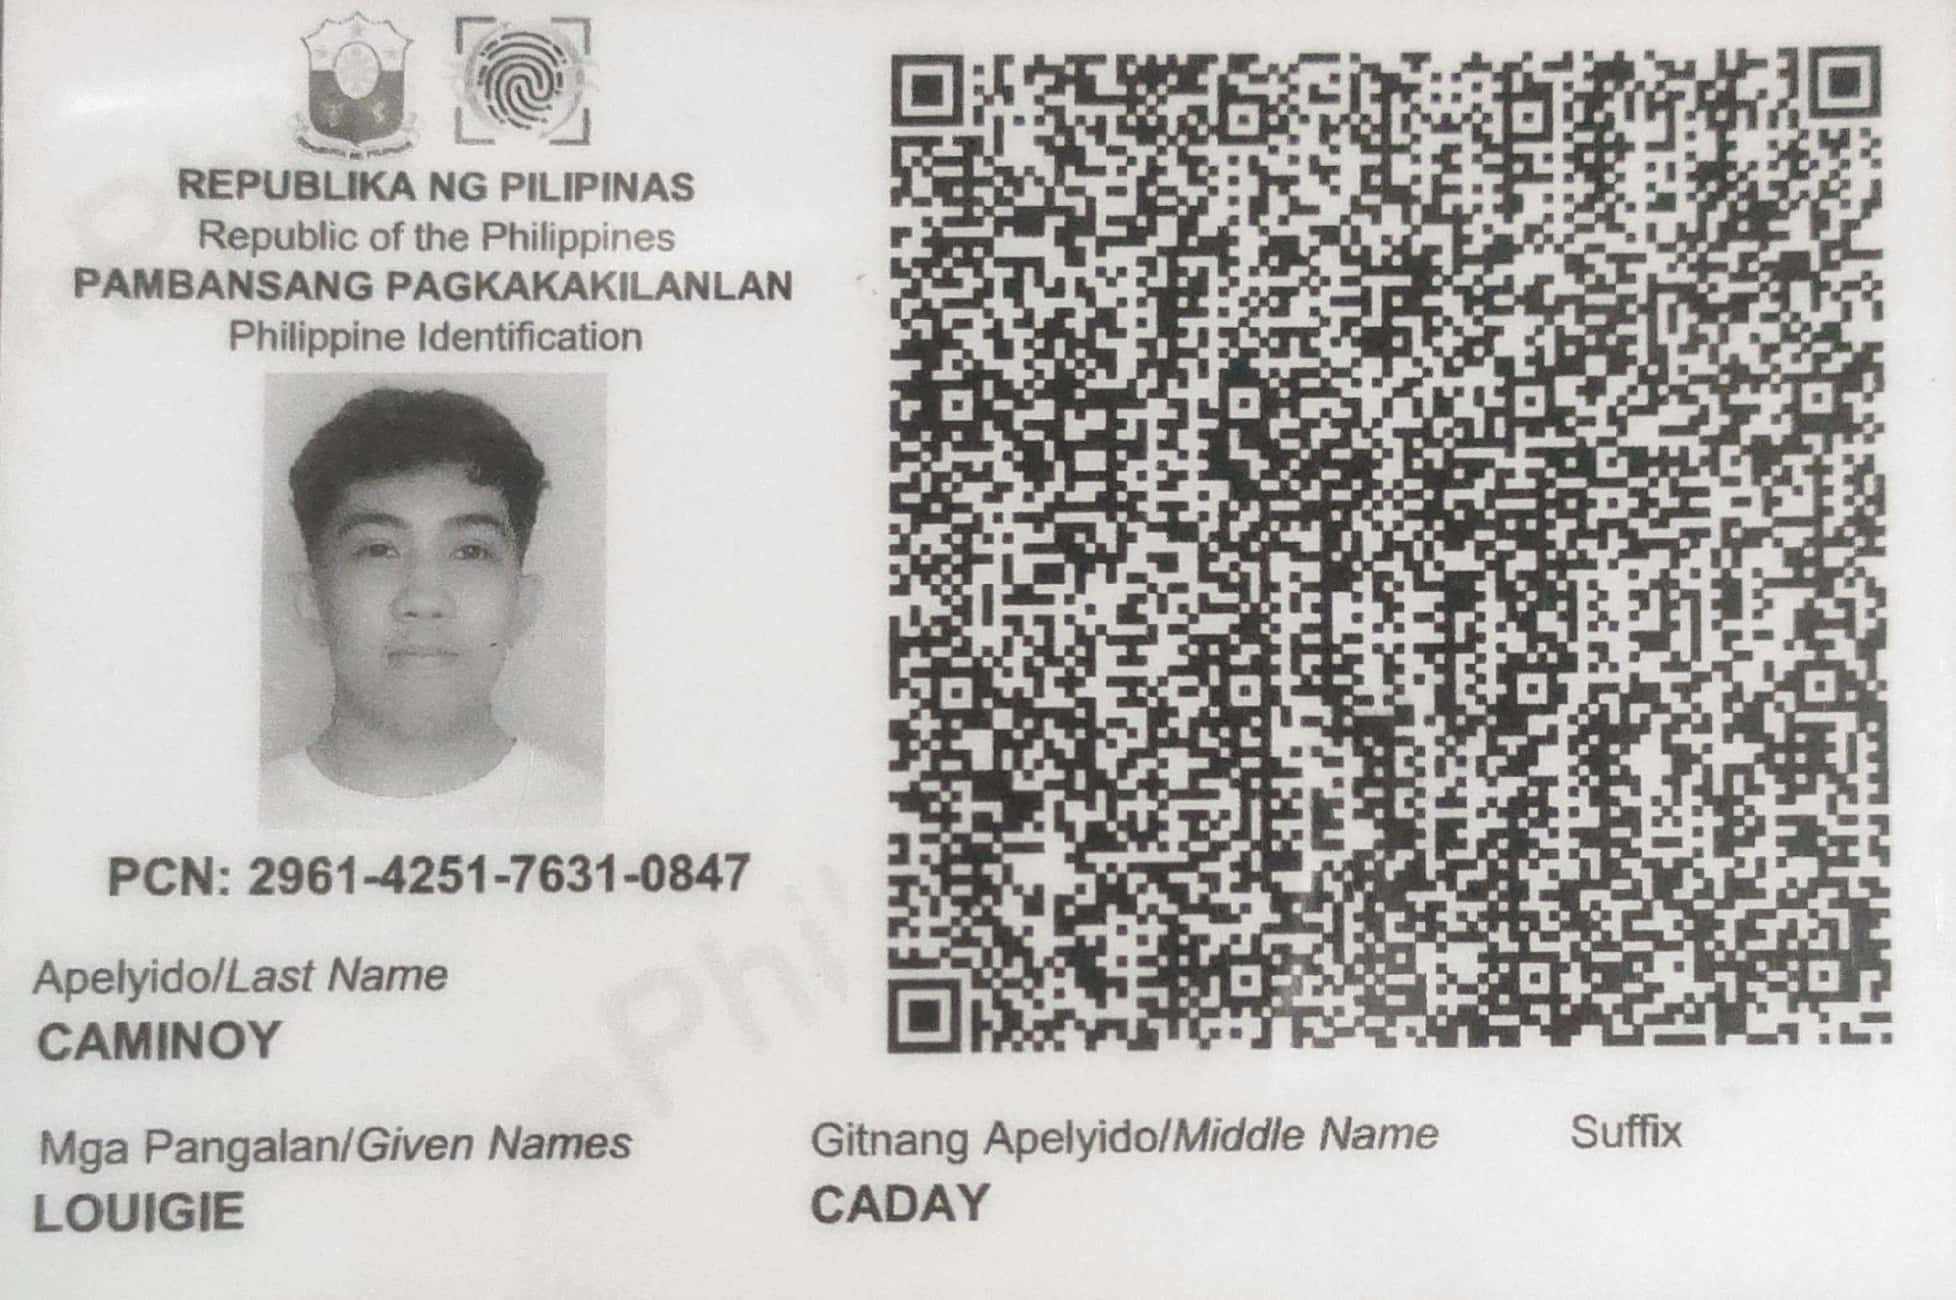 REPUBLIKA NG PILIPINAS
Republic of the Philippines
PAMBANSANG PAGKAKAKILANLAN
Philippine Identification
PCN: 2961-4251-7631-0847
Apelyido/Last Name
CAMINOY
Mga Pangalan/Given Names
LOUIGIE
Gitnang Apelyido/Middle Name
CADAY
Suffix